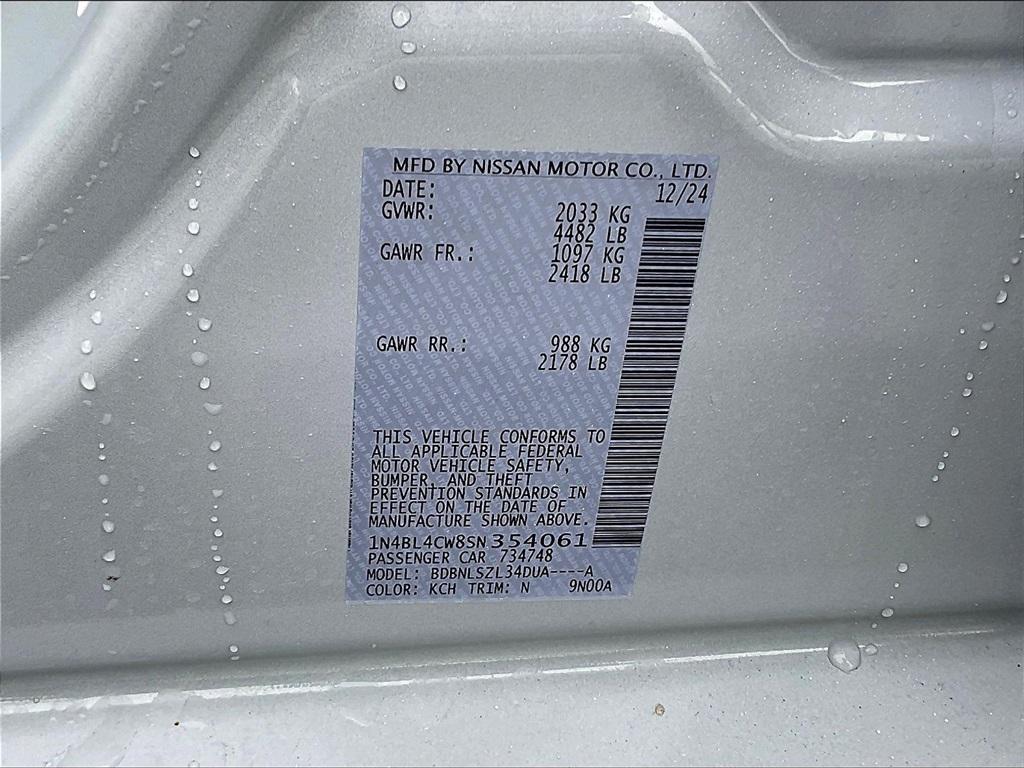 MFD BY NISSAN MOTOR CO., LTD.
DATE: 12/24
GVWR: 2033 KG
4482 LB
GAWR FR.: 1097 KG
2418 LB
GAWR RR.: 988 KG
2178 LB
THIS VEHICLE CONFORMS TO
ALL APPLICABLE FEDERAL
MOTOR VEHICLE SAFETY,
BUMPER, AND THEFT
PREVENTION STANDARDS IN
EFFECT ON THE DATE OF
MANUFACTURE SHOWN ABOVE.
1N4BL4CW8SN354061
PASSENGER CAR 734748
MODEL: BDBNLSZL34DUA----A
COLOR: KCH TRIM: N 9N00A